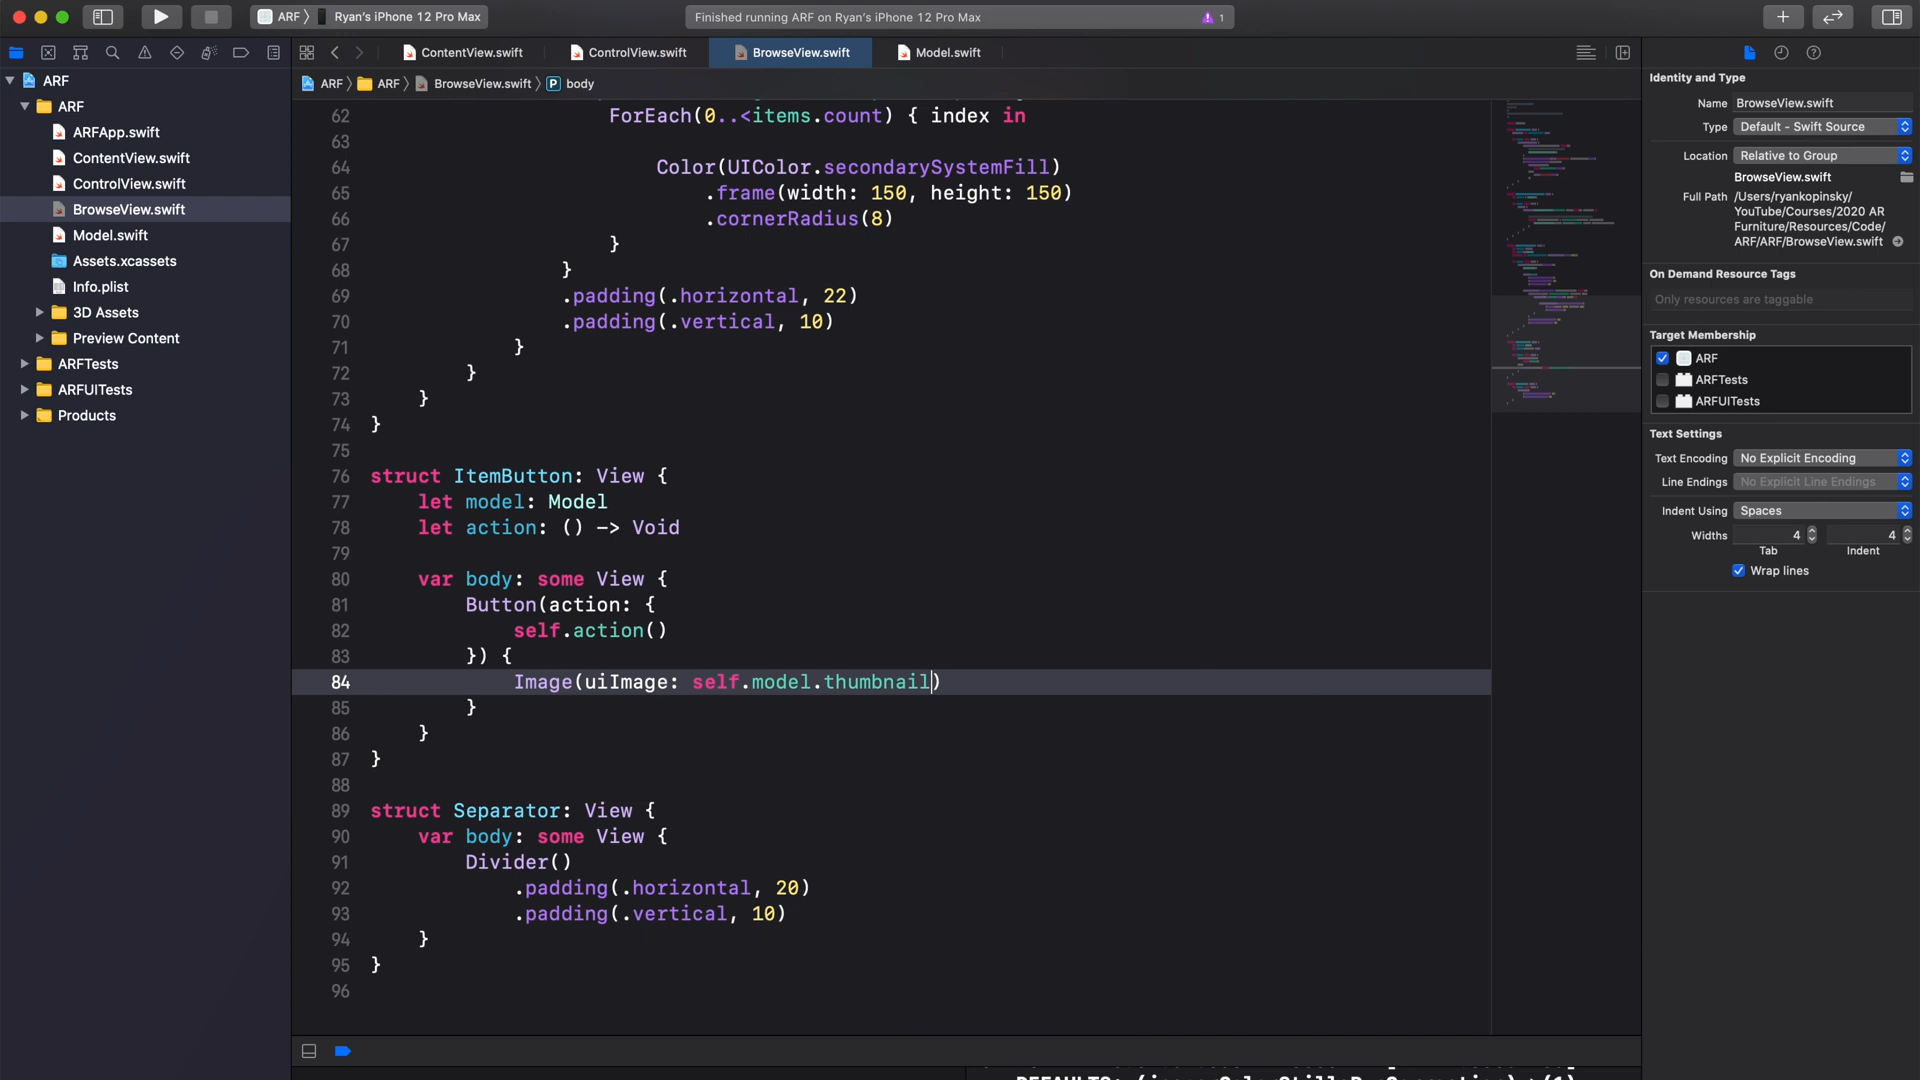 ARF
Ryan's iPhone 12 Pro Max
Finished running ARF on Ryan's iPhone 12 Pro Max
1
ContentView.swift
ControlView.swift
BrowseView.swift
Model.swift
ARF
ARF
BrowseView.swift
P
body
ARF
ARF
ARFApp.swift
ContentView.swift
ControlView.swift
BrowseView.swift
Model.swift
Assets.xcassets
Info.plist
3D Assets
Preview Content
ARFTests
ARFUITests
Products
62 ForEach(0..<items.count) { index in
63
64 Color(UIColor.secondarySystemFill)
65 .frame(width: 150, height: 150)
66 .cornerRadius(8)
67 }
68 }
69 .padding(.horizontal, 22)
70 .padding(.vertical, 10)
71 }
72 }
73 }
74 }
75
76 struct ItemButton: View {
77 let model: Model
78 let action: () -> Void
79
80 var body: some View {
81 Button(action: {
82 self.action()
83 }) {
84 Image(uiImage: self.model.thumbnail)
85 }
86 }
87 }
88
89 struct Separator: View {
90 var body: some View {
91 Divider()
92 .padding(.horizontal, 20)
93 .padding(.vertical, 10)
94 }
95 }
96
Identity and Type
Name BrowseView.swift
Type Default - Swift Source
Location Relative to Group
BrowseView.swift
Full Path /Users/ryankopinsky/
YouTube/Courses/2020 AR
Furniture/Resources/Code/
ARF/ARF/BrowseView.swift
On Demand Resource Tags
Only resources are taggable
Target Membership
ARF
ARFTests
ARFUITests
Text Settings
Text Encoding No Explicit Encoding
Line Endings No Explicit Line Endings
Indent Using Spaces
Widths 4 4
Tab Indent
Wrap lines